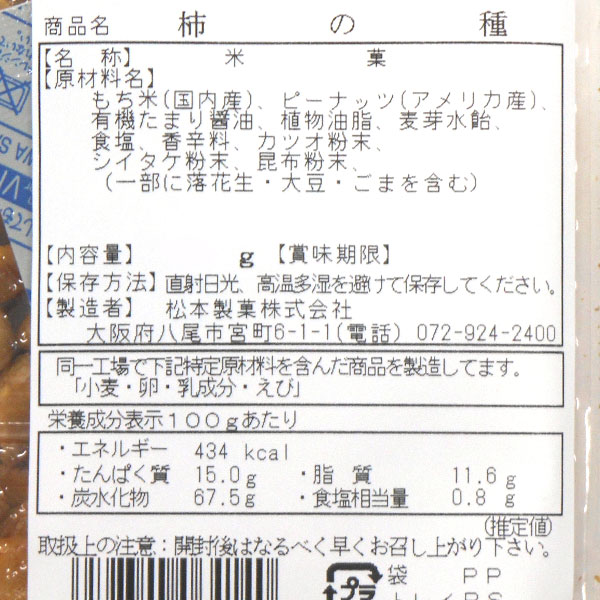 商品名 柿の種
【名 称】 米 菓
【原材料名】
もち米(国内産)、ピーナッツ(アメリカ産)、
有機たまり醤油、植物油脂、麦芽水飴、
食塩、香辛料、カツオ粉末、
シイタケ粉末、昆布粉末、
(一部に落花生・大豆・ごまを含む)
【内容量】 g 【賞味期限】
【保存方法】直射日光、高温多湿を避けて保存してください。
【製造者】 松本製菓株式会社
大阪府八尾市宮町6-1-1(電話) 072-924-2400
同一工場で下記特定原材料を含んだ商品を製造してます。
「小麦・卵・乳成分・えび」
栄養成分表示100gあたり
・エネルギー 434 kcal
・たんぱく質 15.0g ・脂 質 11.6g
・炭水化物 67.5g ・食塩相当量 0.8g
(推定値)
取扱上の注意:開封後はなるべく早くお召し上がり下さい。
プラ 袋 PP
トレイPS